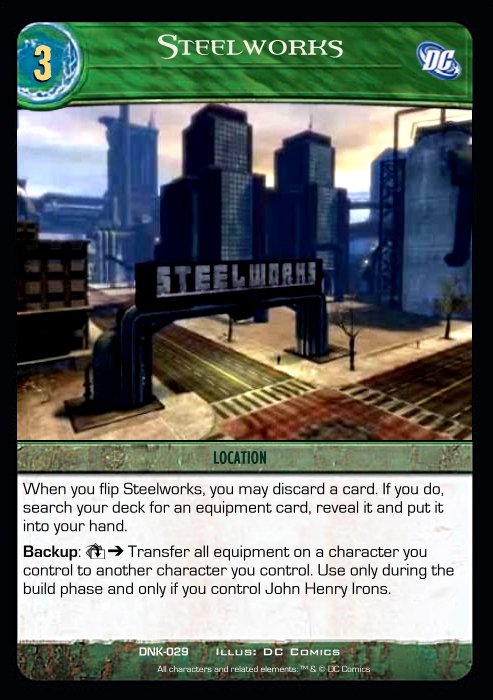 3
Steelworks
DC
STEELWORKS
LOCATION
When you flip Steelworks, you may discard a card. If you do,
search your deck for an equipment card, reveal it and put it
into your hand.
Backup: ➔ Transfer all equipment on a character you
control to another character you control. Use only during the
build phase and only if you control John Henry Irons.
DNK-029 Illus: DC Comics
All characters and related elements: ™ & © DC Comics